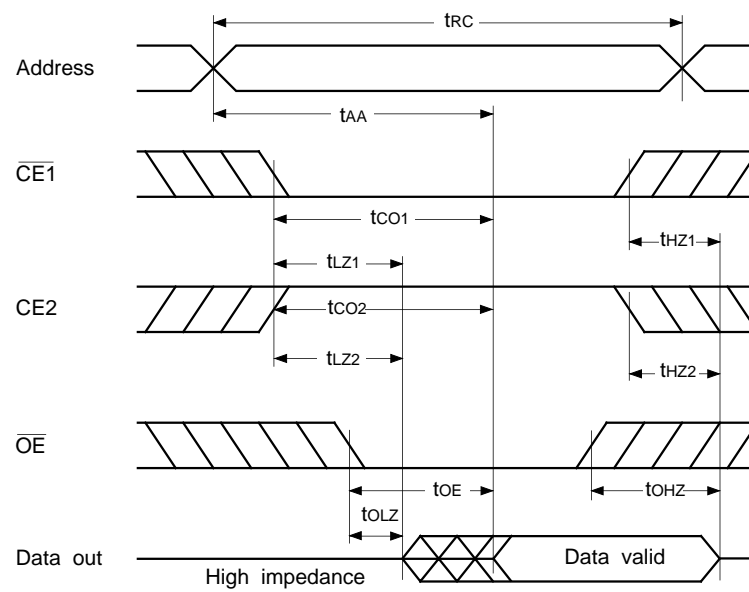 tRC
Address
tAA
CE1
tCO1
tHZ1
tLZ1
CE2
tCO2
tLZ2
tHZ2
OE
tOE
tOHZ
tOLZ
Data out
Data valid
High impedance